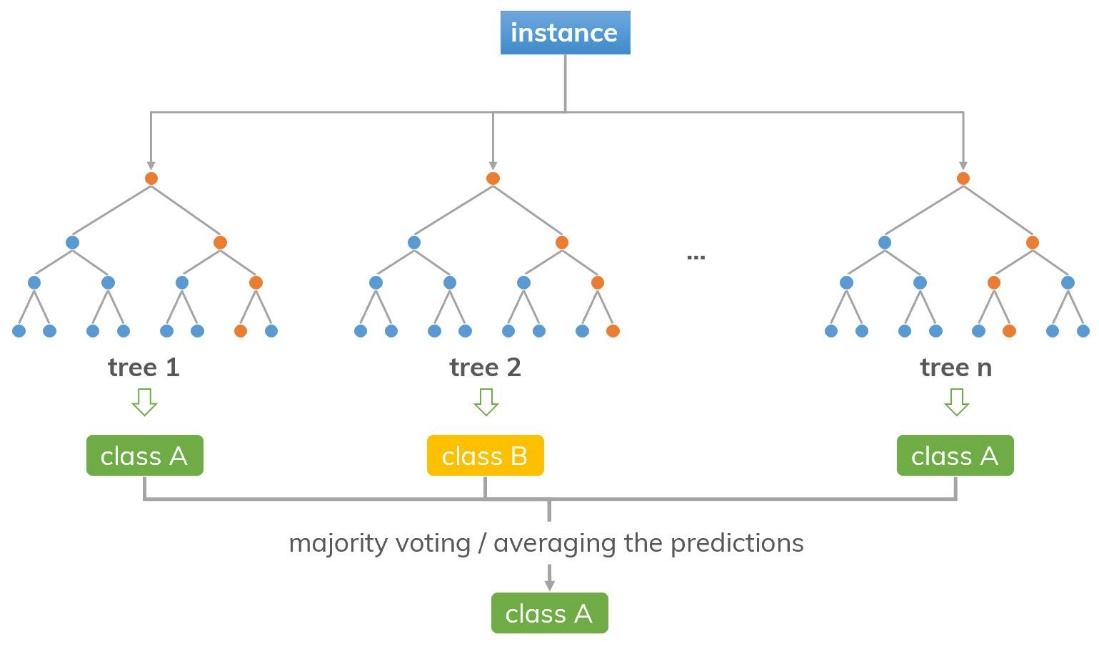 instance
...
tree 1
tree 2
tree n
class A
class B
class A
majority voting / averaging the predictions
class A